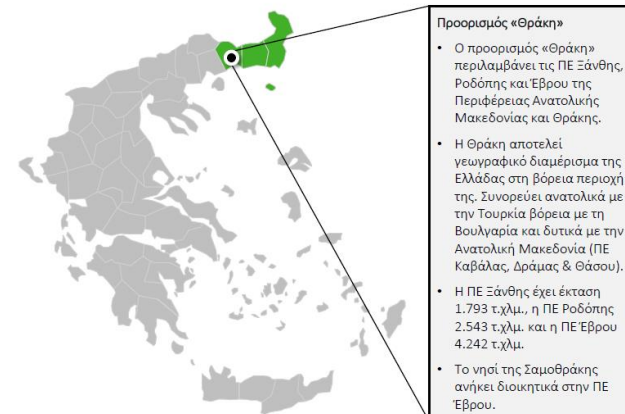 Προορισμός «Θράκη»
• Ο προορισμός «Θράκη»
περιλαμβάνει τις ΠΕ Ξάνθης,
Ροδόπης και Έβρου της
Περιφέρειας Ανατολικής
Μακεδονίας και Θράκης.
• Η Θράκη αποτελεί
γεωγραφικό διαμέρισμα της
Ελλάδας στη βόρεια περιοχή
της. Συνορεύει ανατολικά με
την Τουρκία βόρεια με τη
Βουλγαρία και δυτικά με την
Ανατολική Μακεδονία (ΠΕ
Καβάλας, Δράμας & Θάσου).
• Η ΠΕ Ξάνθης έχει έκταση
1.793 τ.χλμ., η ΠΕ Ροδόπης
2.543 τ.χλμ. και η ΠΕ Έβρου
4.242 τ.χλμ.
• Το νησί της Σαμοθράκης
ανήκει διοικητικά στην ΠΕ
Έβρου.